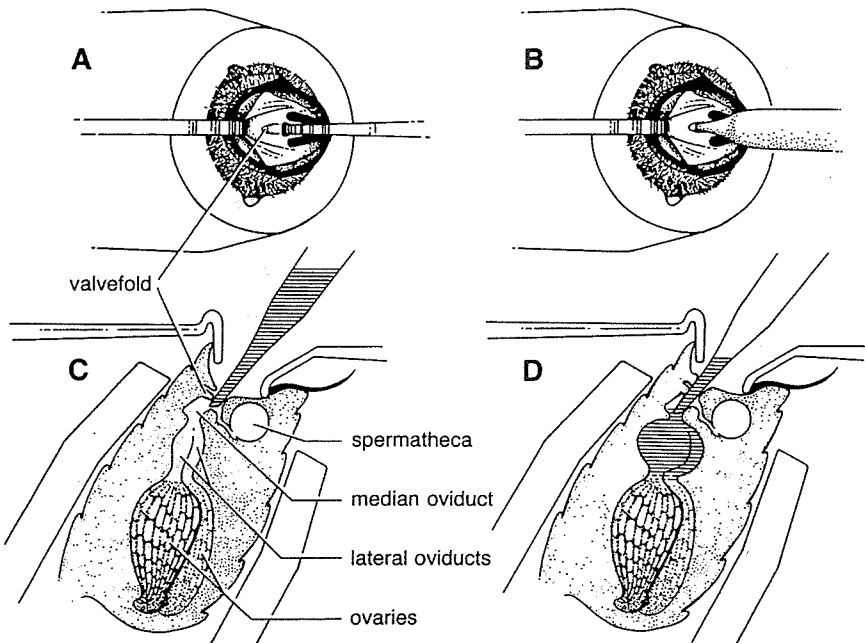 A
B
valvefold
C
D
spermatheca
median oviduct
lateral oviducts
ovaries